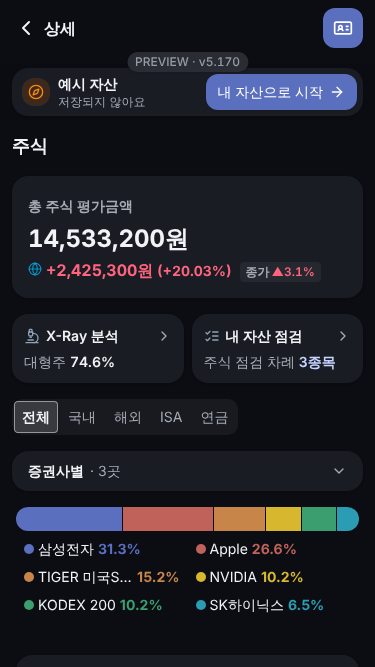 상세
PREVIEW · v5.170
예시 자산
저장되지 않아요
내 자산으로 시작 →
주식
총 주식 평가금액
14,533,200원
+2,425,300원 (+20.03%) 종가 ▲3.1%
X-Ray 분석
대형주 74.6%
내 자산 점검
주식 점검 차례 3종목
전체 국내 해외 ISA 연금
증권사별 · 3곳
삼성전자 31.3% Apple 26.6%
TIGER 미국S... 15.2% NVIDIA 10.2%
KODEX 200 10.2% SK하이닉스 6.5%